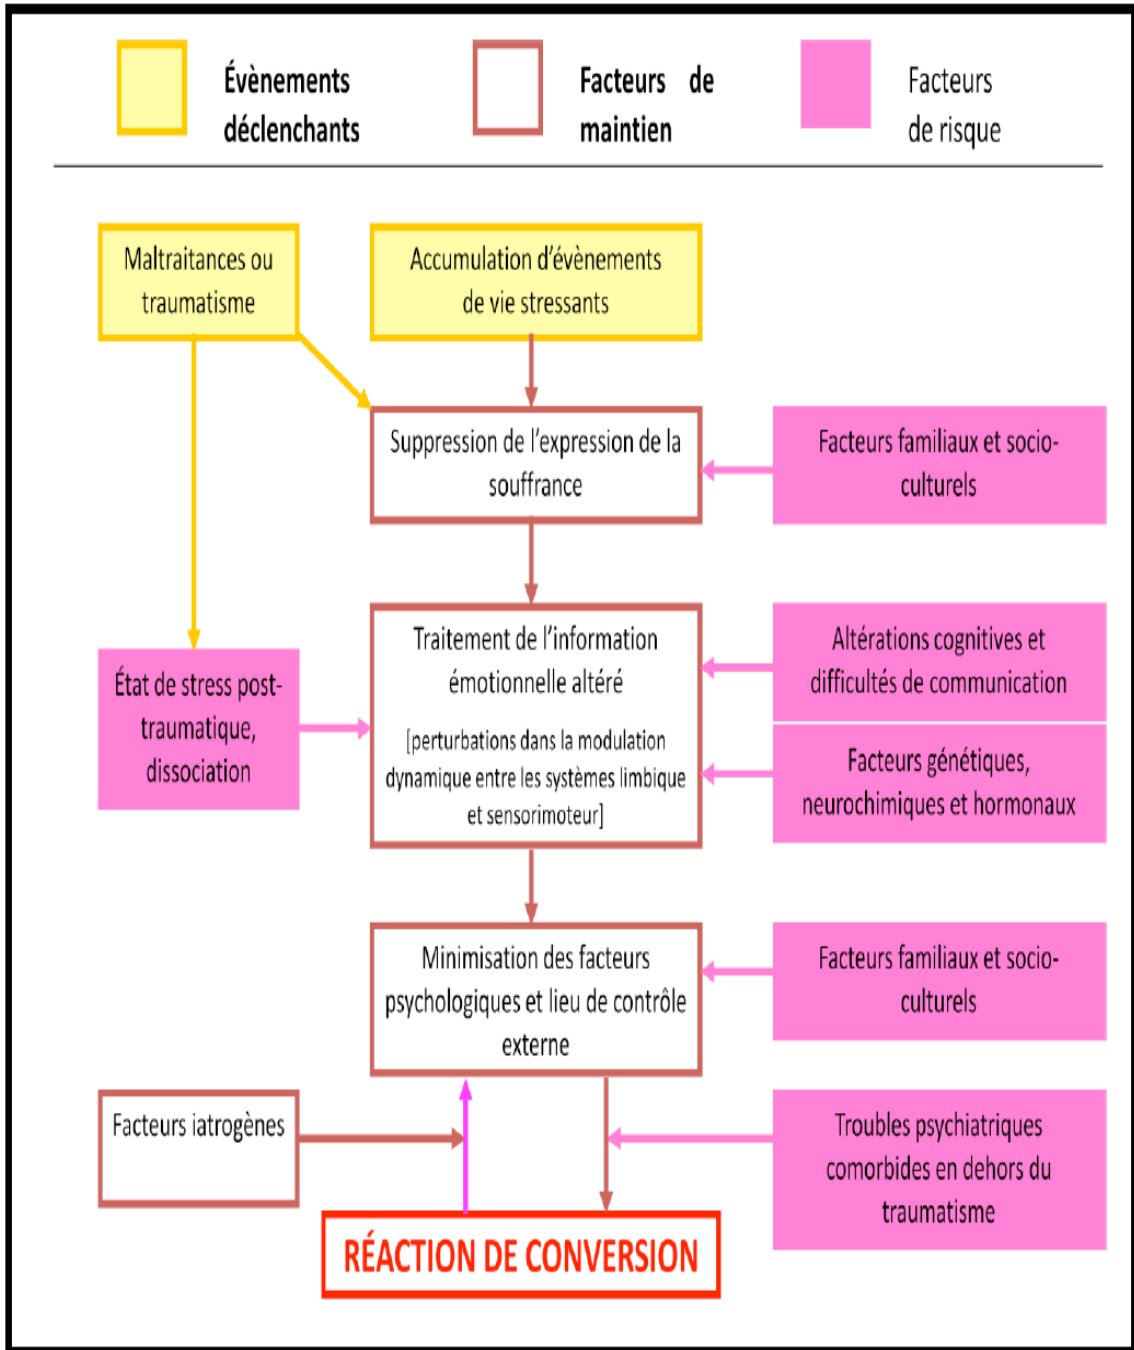 Évènements
déclenchants
Facteurs de
maintien
Facteurs
de risque
Maltraitances ou
traumatisme
Accumulation d'évènements
de vie stressants
Suppression de l'expression de la
souffrance
Facteurs familiaux et socio-
culturels
Traitement de l'information
émotionnelle altéré
[perturbations dans la modulation
dynamique entre les systèmes limbique
et sensorimoteur]
Altérations cognitives et
difficultés de communication
État de stress post-
traumatique,
dissociation
Facteurs génétiques,
neurochimiques et hormonaux
Minimisation des facteurs
psychologiques et lieu de contrôle
externe
Facteurs familiaux et socio-
culturels
Facteurs iatrogènes
Troubles psychiatriques
comorbides en dehors du
traumatisme
RÉACTION DE CONVERSION